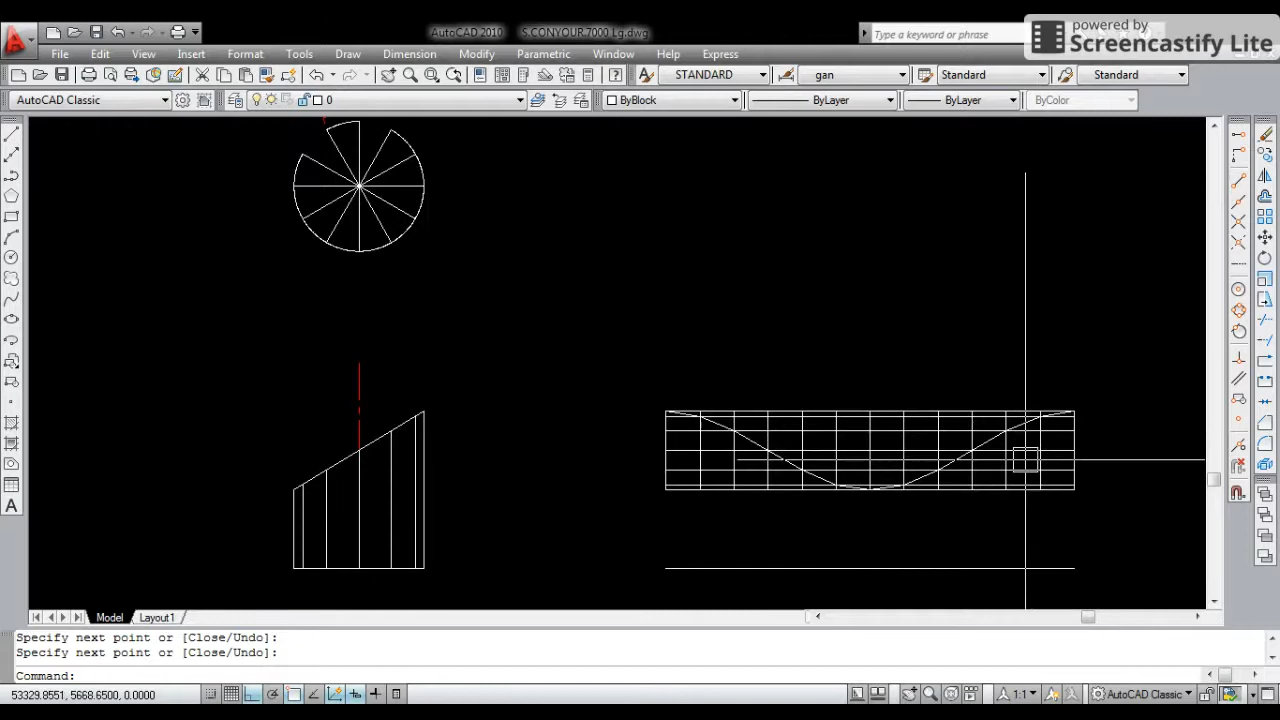 AutoCAD 2010 S.CONYOUR.7000 Lg.dwg
Type a keyword or phrase
powered by
Screencastify Lite
File Edit View Insert Format Tools Draw Dimension Modify Parametric Window Help Express
STANDARD gan Standard Standard
AutoCAD Classic 0 ByBlock ByLayer ByLayer ByColor
A
Model Layout1
Specify next point or [Close/Undo]:
Specify next point or [Close/Undo]:
Command:
53329.8551, 5668.6500, 0.0000 1:1 AutoCAD Classic